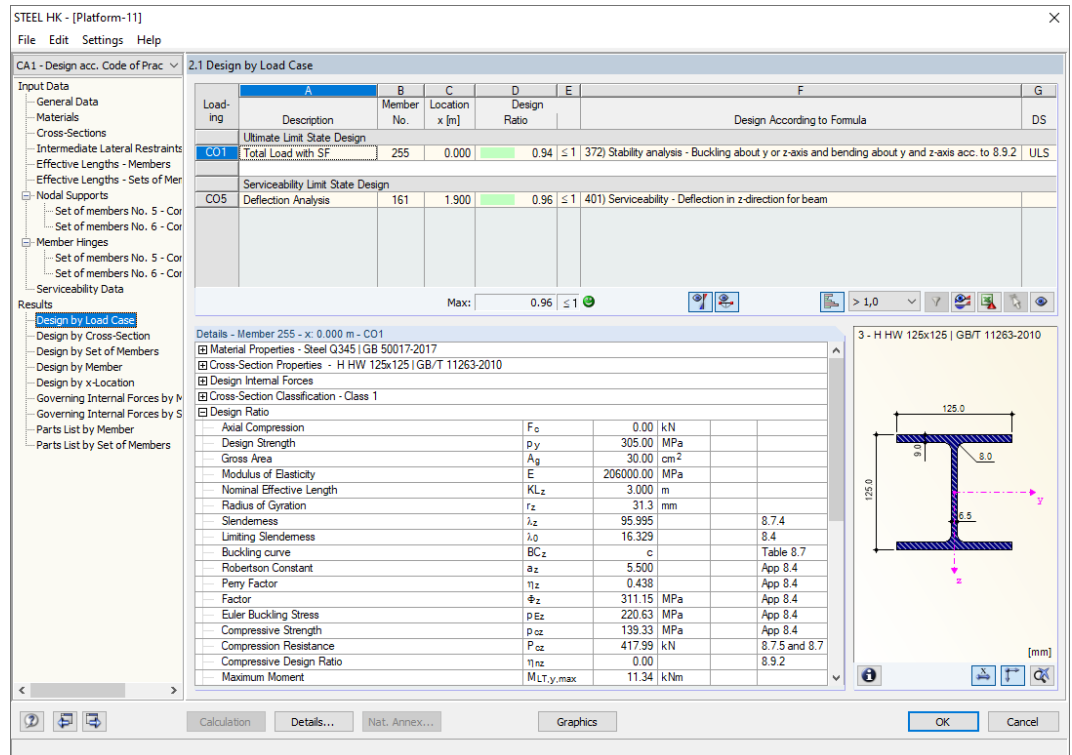 STEEL HK - [Platform-11]
File Edit Settings Help
CA1 - Design acc. Code of Prac
2.1 Design by Load Case
Input Data
General Data
Materials
Cross-Sections
Intermediate Lateral Restraints
Effective Lengths - Members
Effective Lengths - Sets of Mer
Nodal Supports
Set of members No. 5 - Cor
Set of members No. 6 - Cor
Member Hinges
Set of members No. 5 - Cor
Set of members No. 6 - Cor
Serviceability Data
Results
Design by Load Case
Design by Cross-Section
Design by Set of Members
Design by Member
Design by x-Location
Governing Internal Forces by M
Governing Internal Forces by S
Parts List by Member
Parts List by Set of Members
A B C D E F G
Load- Member Location Design
ing Description No. x [m] Ratio Design According to Formula DS
Ultimate Limit State Design
CO1 Total Load with SF 255 0.000 0.94 ≤ 1 372) Stability analysis - Buckling about y or z-axis and bending about y and z-axis acc. to 8.9.2 ULS
Serviceability Limit State Design
CO5 Deflection Analysis 161 1.900 0.96 ≤ 1 401) Serviceability - Deflection in z-direction for beam
Max: 0.96 ≤ 1
> 1,0
Details - Member 255 - x: 0.000 m - CO1
Material Properties - Steel Q345 | GB 50017-2017
Cross-Section Properties - H HW 125x125 | GB/T 11263-2010
Design Internal Forces
Cross-Section Classification - Class 1
Design Ratio
Axial Compression Fc 0.00 kN
Design Strength py 305.00 MPa
Gross Area Ag 30.00 cm²
Modulus of Elasticity E 206000.00 MPa
Nominal Effective Length KLz 3.000 m
Radius of Gyration rz 31.3 mm
Slenderness λz 95.995 8.7.4
Limiting Slenderness λ0 16.329 8.4
Buckling curve BCz c Table 8.7
Robertson Constant az 5.500 App 8.4
Perry Factor ηz 0.438 App 8.4
Factor Φz 311.15 MPa App 8.4
Euler Buckling Stress pEz 220.63 MPa App 8.4
Compressive Strength pcz 139.33 MPa App 8.4
Compression Resistance Pcz 417.99 kN 8.7.5 and 8.7
Compressive Design Ratio ηnz 0.00 8.9.2
Maximum Moment MLT,y,max 11.34 kNm
3 - H HW 125x125 | GB/T 11263-2010
125.0
9.0
8.0
125.0
y
6.5
z
[mm]
Calculation Details... Nat. Annex... Graphics OK Cancel